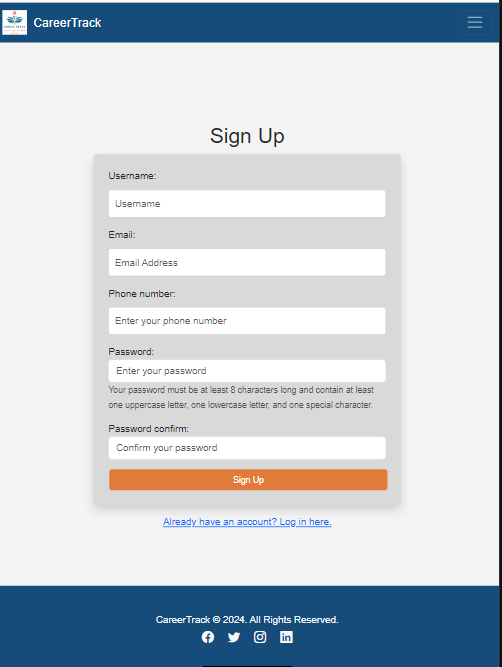 CareerTrack
Sign Up
Username:
Username
Email:
Email Address
Phone number:
Enter your phone number
Password:
Enter your password
Your password must be at least 8 characters long and contain at least
one uppercase letter, one lowercase letter, and one special character.
Password confirm:
Confirm your password
Sign Up
Already have an account? Log in here.
CareerTrack © 2024. All Rights Reserved.